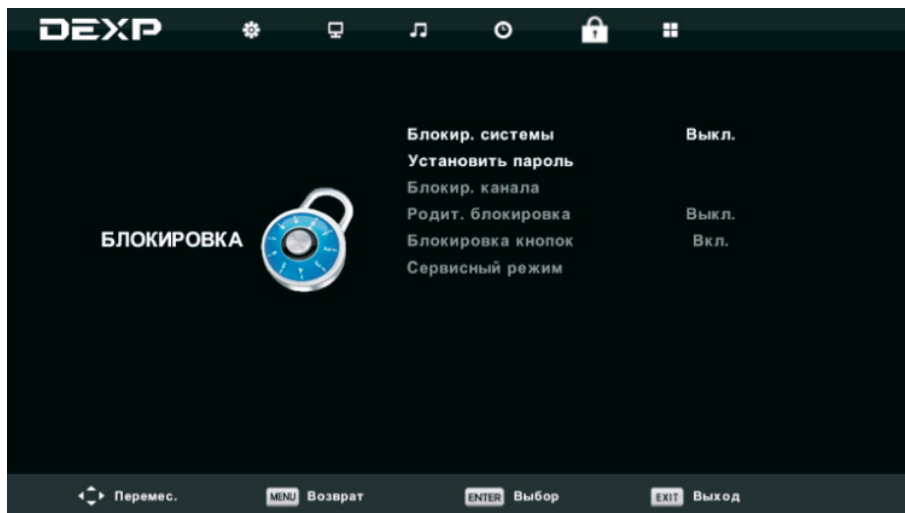 DEXP
Блокир. системы Выкл.
Установить пароль
Блокир. канала
Родит. блокировка Выкл.
БЛОКИРОВКА
Блокировка кнопок Вкл.
Сервисный режим
Перемес. MENU Возврат ENTER Выбор EXIT Выход